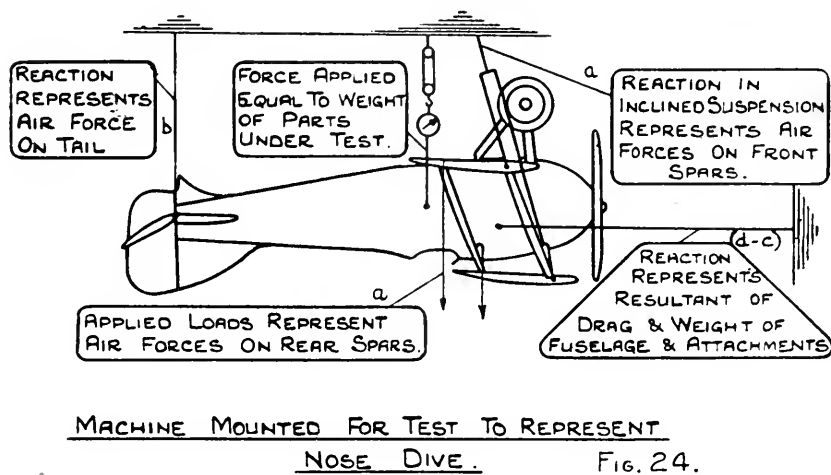 REACTION
REPRESENTS
AIR FORCE
ON TAIL
b
FORCE APPLIED
EQUAL TO WEIGHT
OF PARTS
UNDER TEST.
a
REACTION IN
INCLINED SUSPENSION
REPRESENTS AIR
FORCES ON FRONT
SPARS.
a
APPLIED LOADS REPRESENT
AIR FORCES ON REAR SPARS.
(d-c)
REACTION
REPRESENTS
RESULTANT OF
DRAG & WEIGHT OF
FUSELAGE & ATTACHMENTS
MACHINE MOUNTED FOR TEST TO REPRESENT
NOSE DIVE.
FIG. 24.